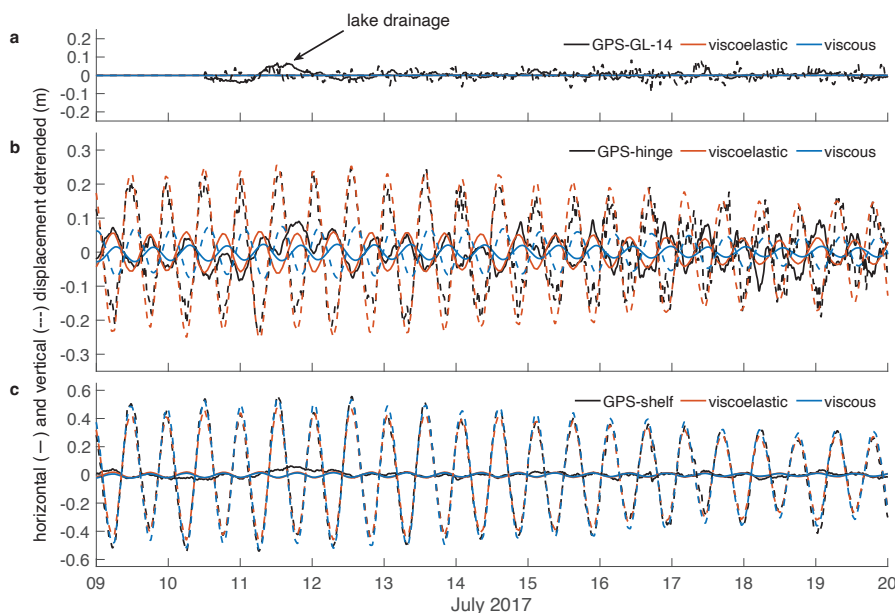 lake drainage
a
GPS-GL-14 viscoelastic viscous
0.2
0.1
0
-0.1
-0.2
b
GPS-hinge viscoelastic viscous
0.3
0.2
0.1
0
-0.1
-0.2
-0.3
c
GPS-shelf viscoelastic viscous
0.6
0.4
0.2
0
-0.2
-0.4
-0.6
horizontal (—) and vertical (---) displacement detrended (m)
09 10 11 12 13 14 15 16 17 18 19 20
July 2017